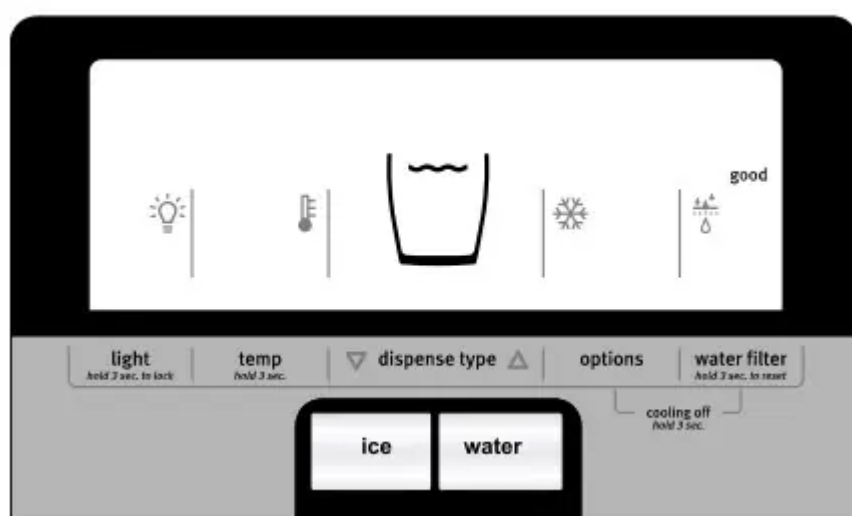 good
light
hold 3 sec. to lock
temp
hold 3 sec.
dispense type
options
water filter
hold 3 sec. to reset
cooling off
hold 3 sec.
ice
water